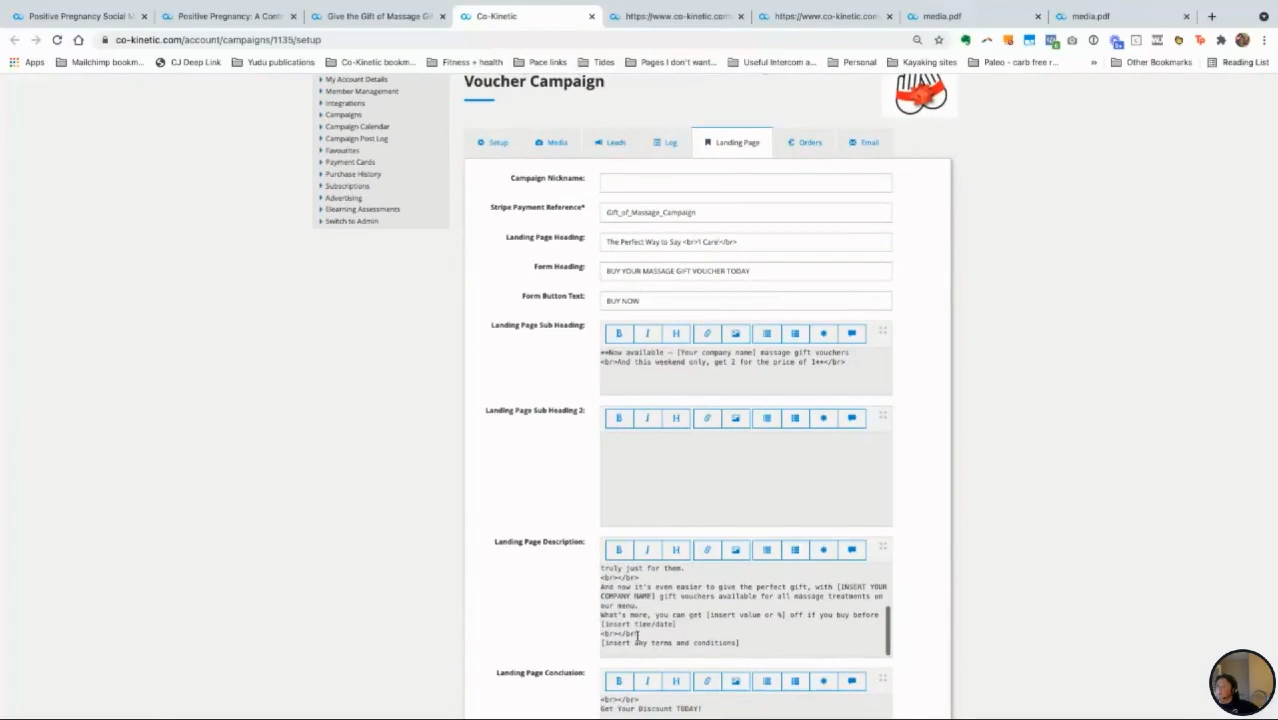 Positive Pregnancy Social M
Positive Pregnancy: A Cont
Give the Gift of Massage Gi
Co-Kinetic
https://www.co-kinetic.com
https://www.co-kinetic.com
media.pdf
media.pdf
co-kinetic.com/account/campaigns/1135/setup
Apps
Mailchimp bookm...
CJ Deep Link
Yudu publications
Co-Kinetic bookm...
Fitness + health
Pace links
Tides
Pages I don't want...
Useful Intercom a...
Personal
Kayaking sites
Paleo - carb free r...
»
Other Bookmarks
Reading List
My Account Details
Member Management
Integrations
Campaigns
Campaign Calendar
Campaign Post Log
Favourites
Payment Cards
Purchase History
Subscriptions
Advertising
Elearning Assessments
Switch to Admin
Voucher Campaign
Setup
Media
Leads
Log
Landing Page
Orders
Email
Campaign Nickname:
Stripe Payment Reference*
Gift_of_Massage_Campaign
Landing Page Heading:
The Perfect Way to Say <br>'I Care'</br>
Form Heading:
BUY YOUR MASSAGE GIFT VOUCHER TODAY
Form Button Text:
BUY NOW
Landing Page Sub Heading:
B I H
**Now available – [Your company name] massage gift vouchers
<br>And this weekend only, get 2 for the price of 1**</br>
Landing Page Sub Heading 2:
B I H
Landing Page Description:
B I H
truly just for them.
<br></br>
And now it's even easier to give the perfect gift, with [INSERT YOUR
COMPANY NAME] gift vouchers available for all massage treatments on
our menu.
What's more, you can get [insert value or %] off if you buy before
[insert time/date]
<br></br>
[insert any terms and conditions]
Landing Page Conclusion:
B I H
<br></br>
Get Your Discount TODAY!